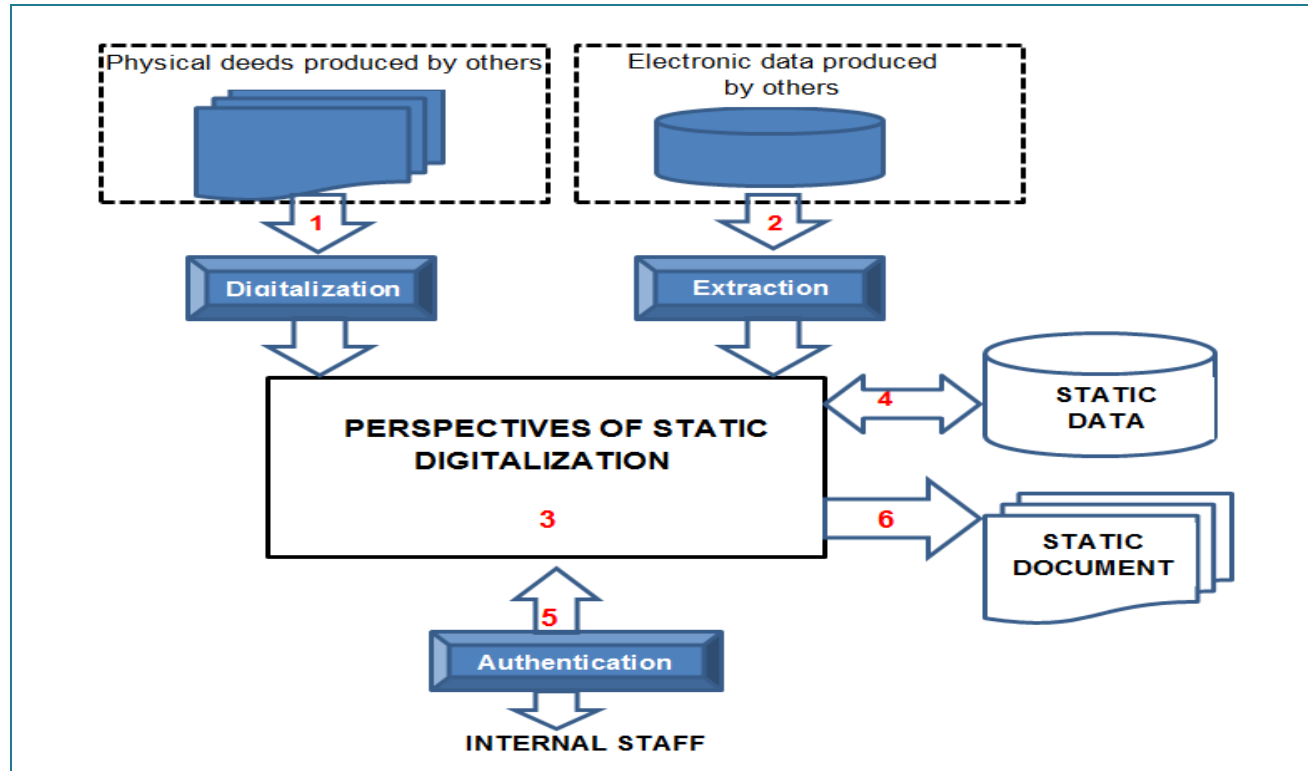 Physical deeds produced by others
Electronic data produced
by others
1
2
Digitalization
Extraction
PERSPECTIVES OF STATIC
DIGITALIZATION
3
4
STATIC
DATA
6
STATIC
DOCUMENT
5
Authentication
INTERNAL STAFF